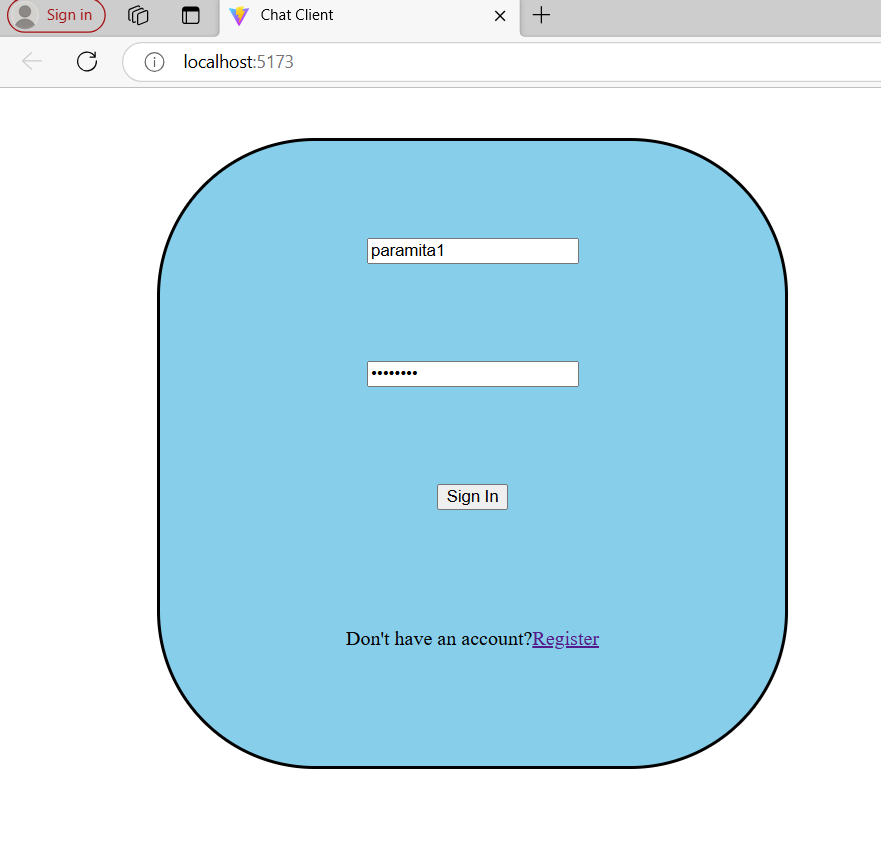 Sign in
Chat Client
localhost:5173
paramita1
••••••••
Sign In
Don't have an account?Register